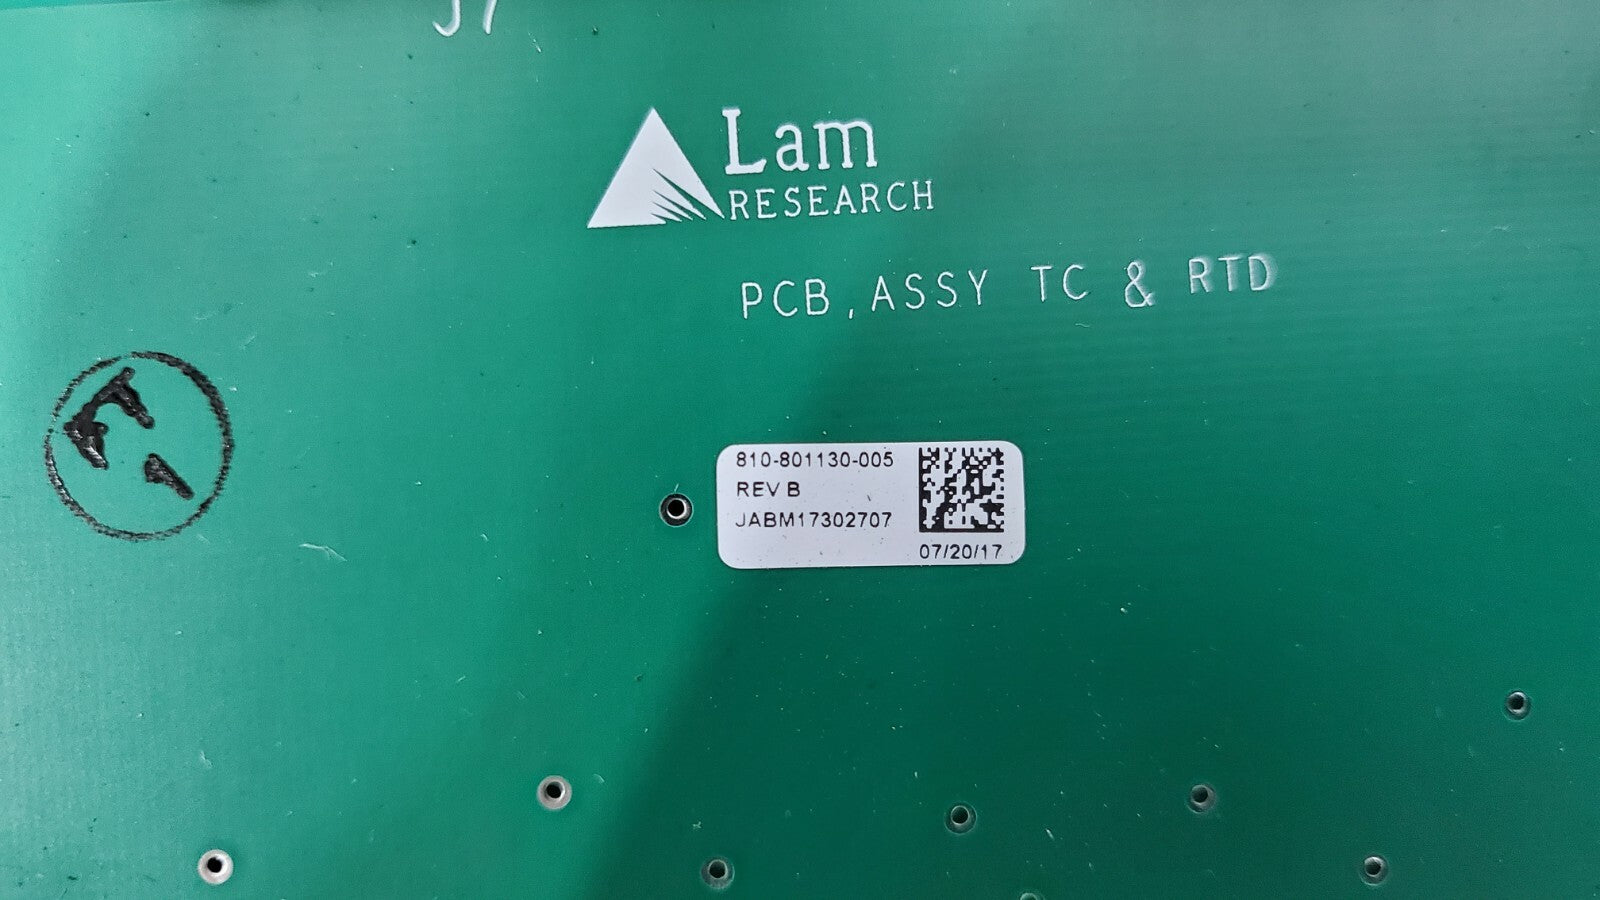 J7
Lam
RESEARCH
PCB, ASSY TC & RTD
810-801130-005
REV B
JABM17302707
07/20/17